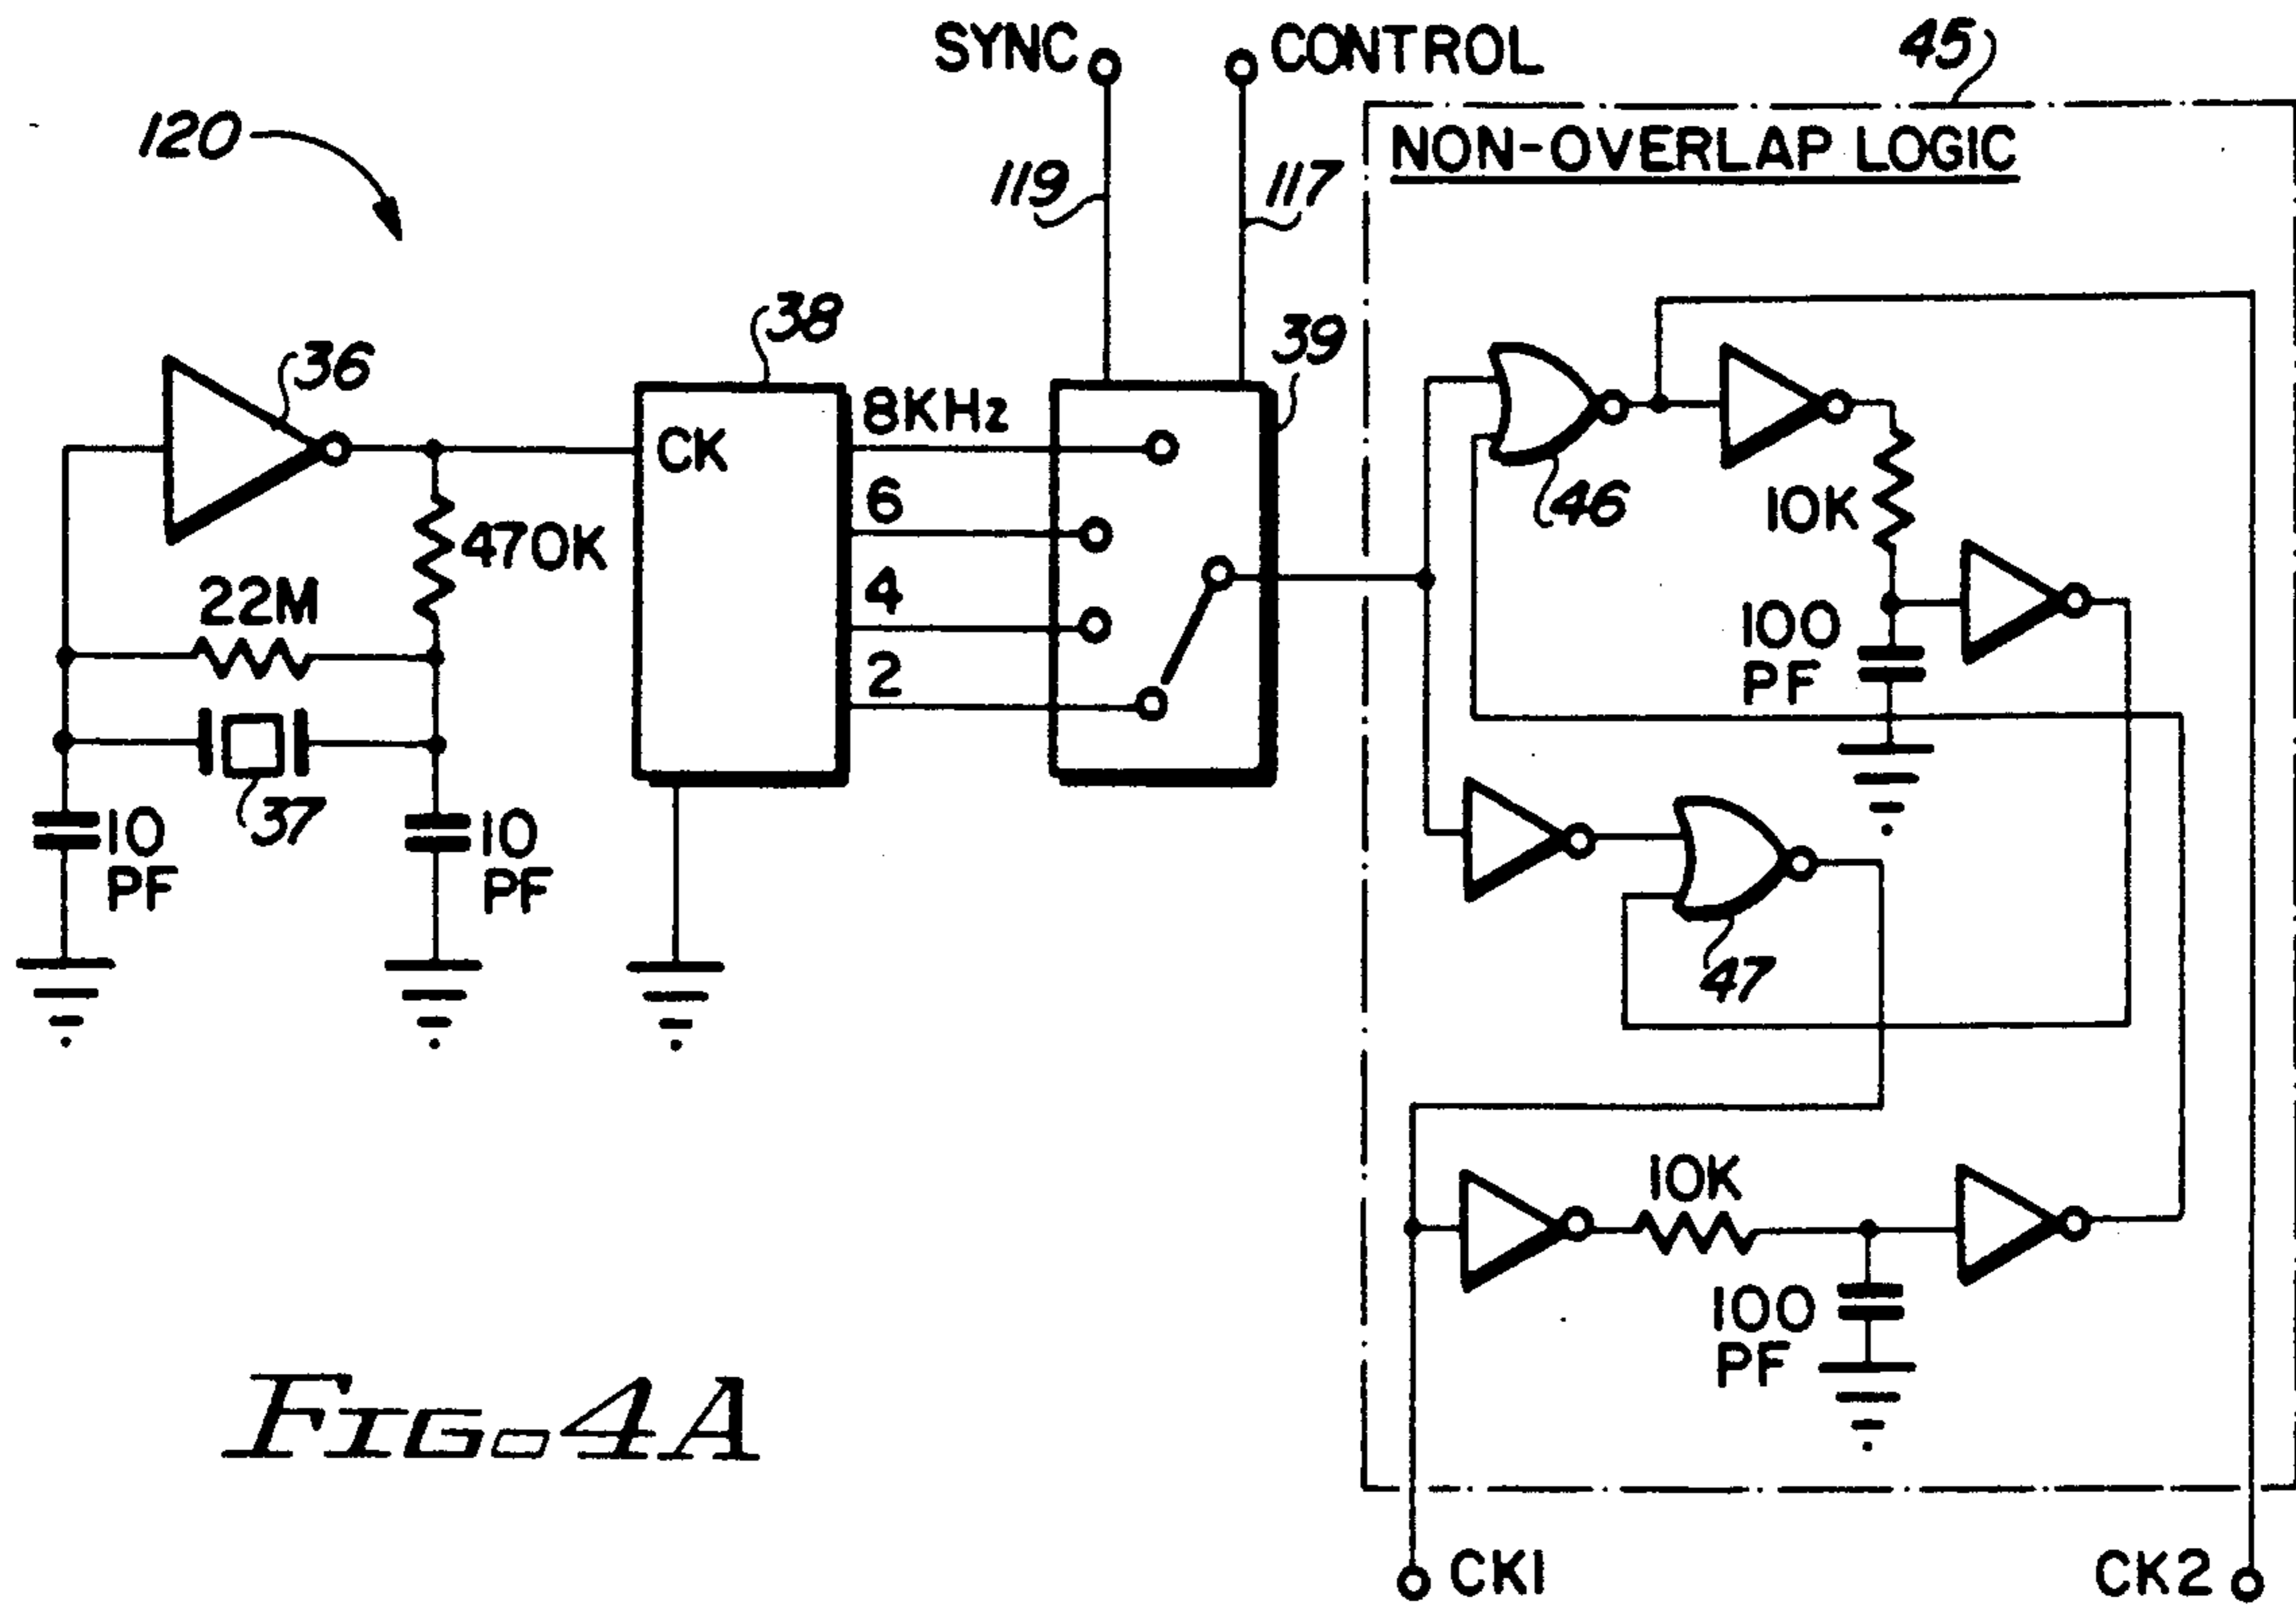 SYNC
CONTROL
45
120
NON-OVERLAP LOGIC
119
117
38
39
36
8KHz
CK
6
46
10K
470K
4
22M
100
PF
2
37
10
PF
10
PF
47
10K
100
PF
FIG. 4A
CK1
CK2